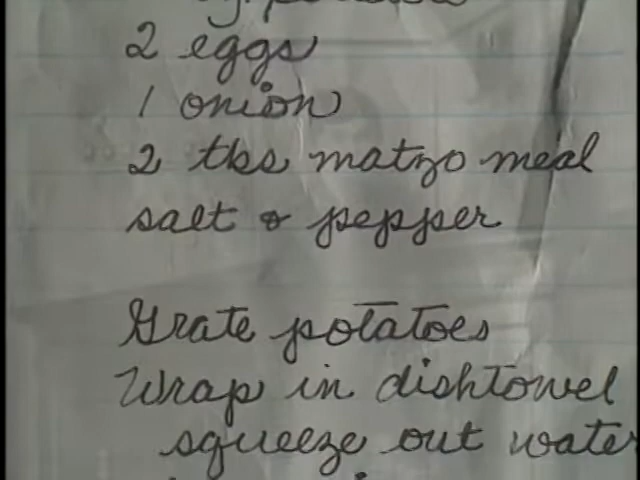 2 eggs
1 onion
2 tbs matzo meal
salt & pepper
Grate potatoes
Wrap in dishtowel
squeeze out water